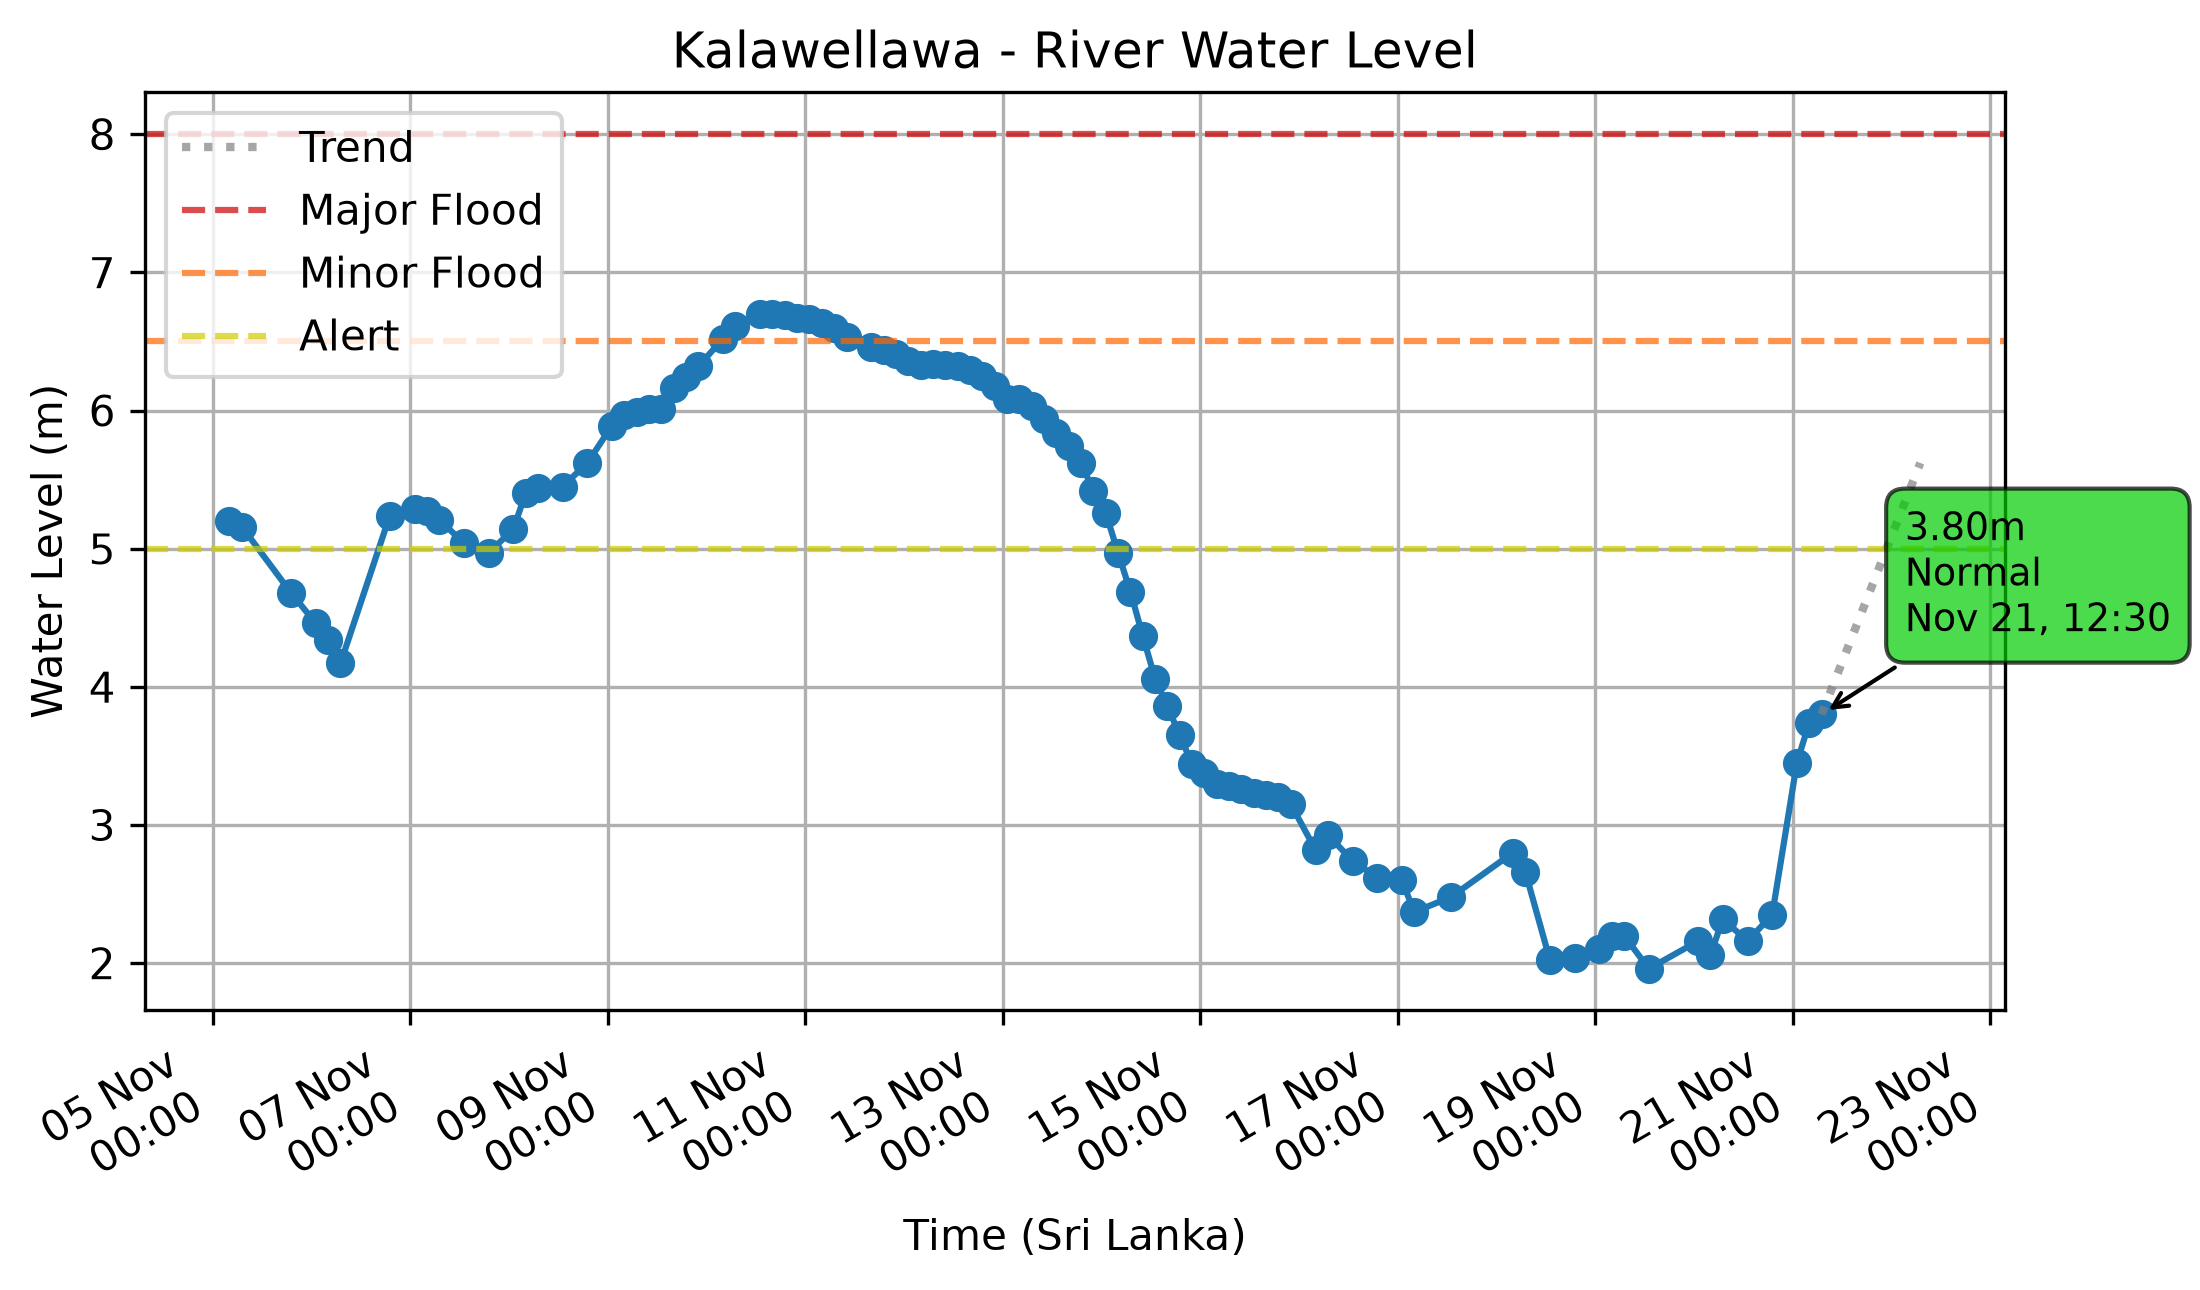 Kalawellawa - River Water Level
Trend
Major Flood
Minor Flood
Alert
8
7
6
5
4
3
2
Water Level (m)
3.80m
Normal
Nov 21, 12:30
05 Nov
00:00
07 Nov
00:00
09 Nov
00:00
11 Nov
00:00
13 Nov
00:00
15 Nov
00:00
17 Nov
00:00
19 Nov
00:00
21 Nov
00:00
23 Nov
00:00
Time (Sri Lanka)